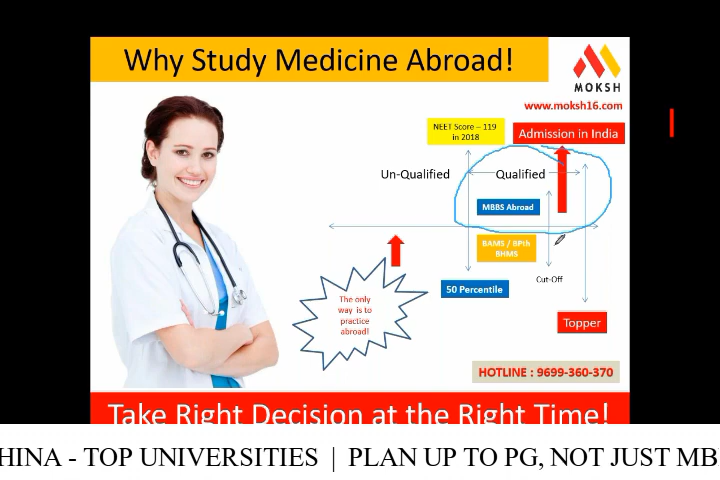 Why Study Medicine Abroad!
MOKSH
www.moksh16.com
NEET Score – 119
in 2018
Admission in India
Un-Qualified
Qualified
MBBS Abroad
BAMS / BPth
BHMS
Cut-Off
50 Percentile
The only
way is to
practice
abroad!
Topper
HOTLINE : 9699-360-370
Take Right Decision at the Right Time!
HINA - TOP UNIVERSITIES | PLAN UP TO PG, NOT JUST MB